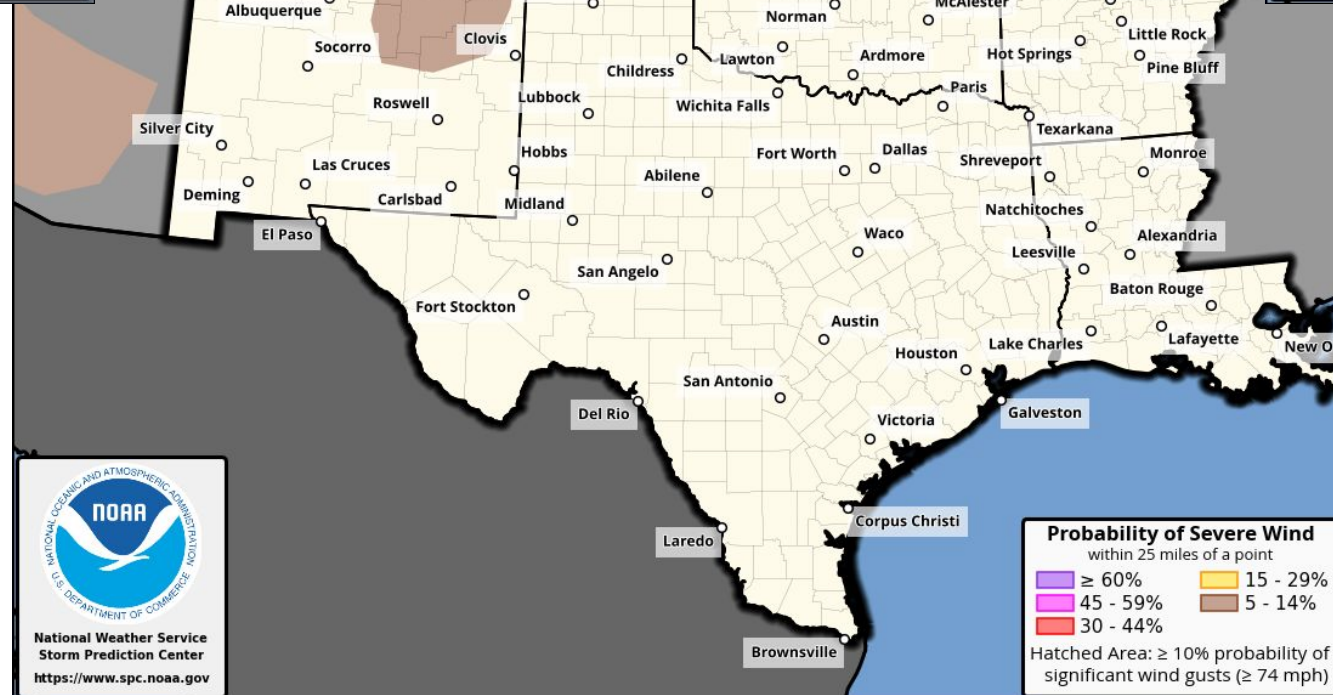 McAlester
Albuquerque
Norman
Little Rock
Socorro
Clovis
Lawton
Ardmore
Hot Springs
Childress
Pine Bluff
Roswell
Lubbock
Wichita Falls
Paris
Silver City
Texarkana
Las Cruces
Hobbs
Fort Worth
Dallas
Shreveport
Monroe
Deming
Carlsbad
Midland
Abilene
Natchitoches
El Paso
Waco
Alexandria
San Angelo
Leesville
Fort Stockton
Baton Rouge
Austin
Houston
Lake Charles
Lafayette
New O
San Antonio
Del Rio
Victoria
Galveston
Corpus Christi
Laredo
Brownsville
NATIONAL OCEANIC AND ATMOSPHERIC ADMINISTRATION
NOAA
U.S. DEPARTMENT OF COMMERCE
National Weather Service
Storm Prediction Center
https://www.spc.noaa.gov
Probability of Severe Wind
within 25 miles of a point
≥ 60% 15 - 29%
45 - 59% 5 - 14%
30 - 44%
Hatched Area: ≥ 10% probability of
significant wind gusts (≥ 74 mph)